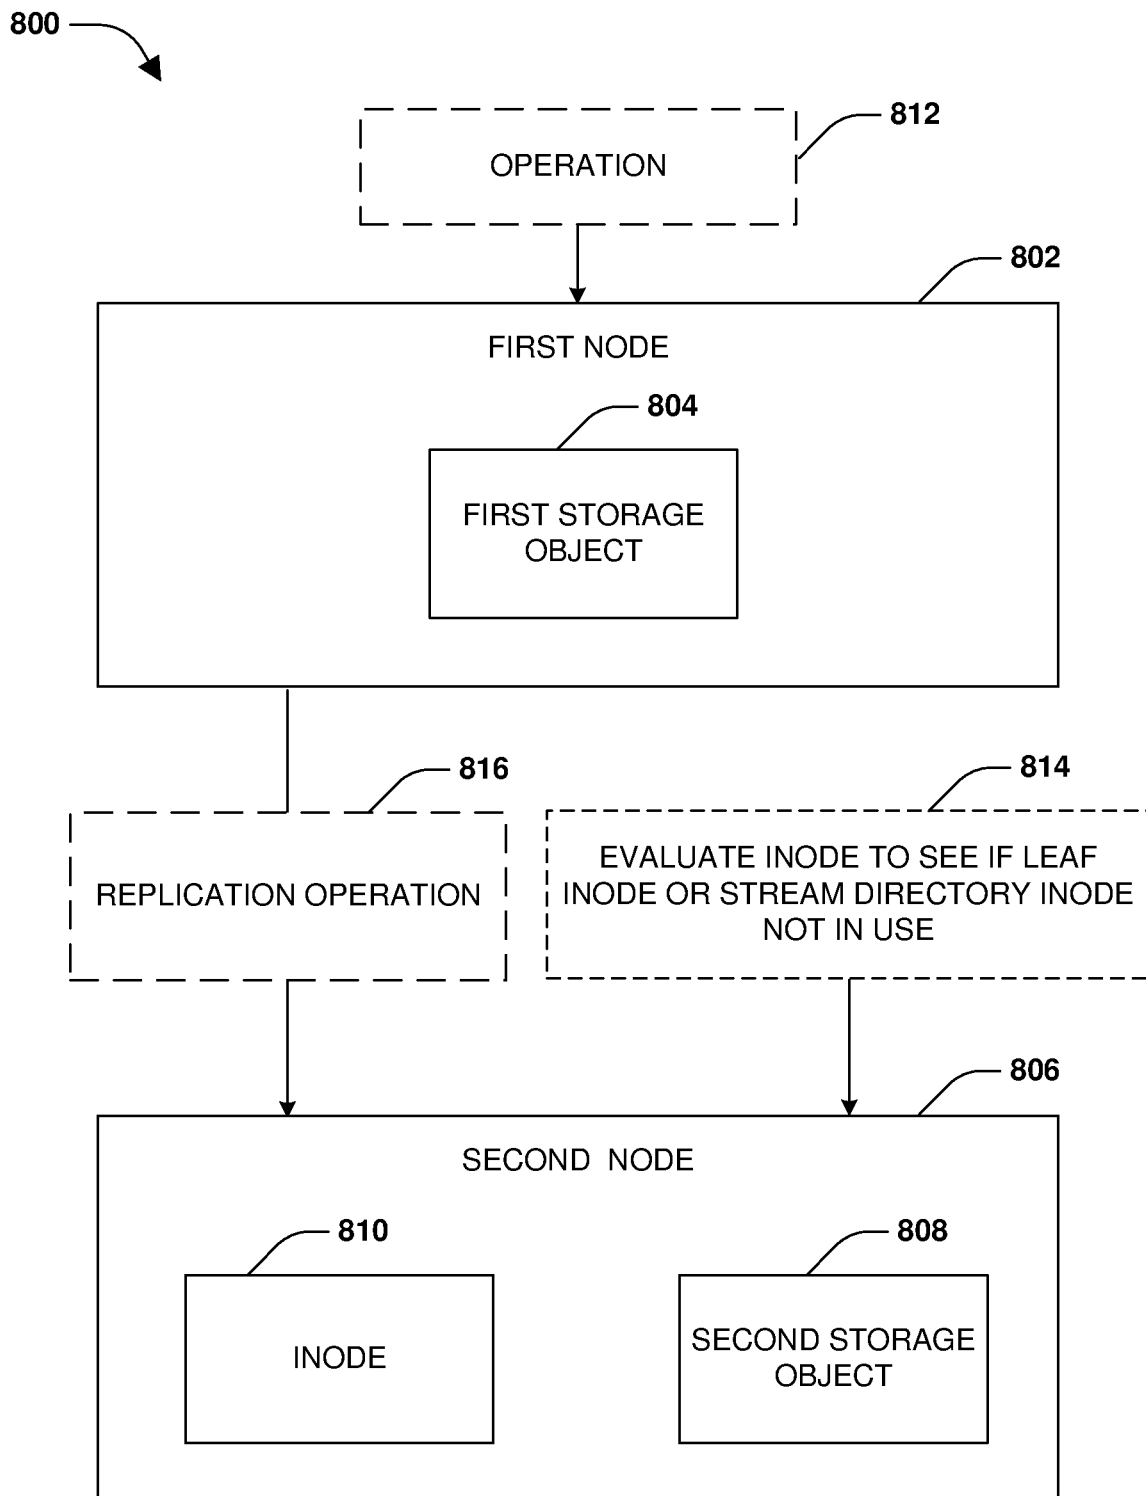 800
812
OPERATION
802
FIRST NODE
804
FIRST STORAGE
OBJECT
816
814
REPLICATION OPERATION
EVALUATE INODE TO SEE IF LEAF
INODE OR STREAM DIRECTORY INODE
NOT IN USE
806
SECOND NODE
810
808
INODE
SECOND STORAGE
OBJECT